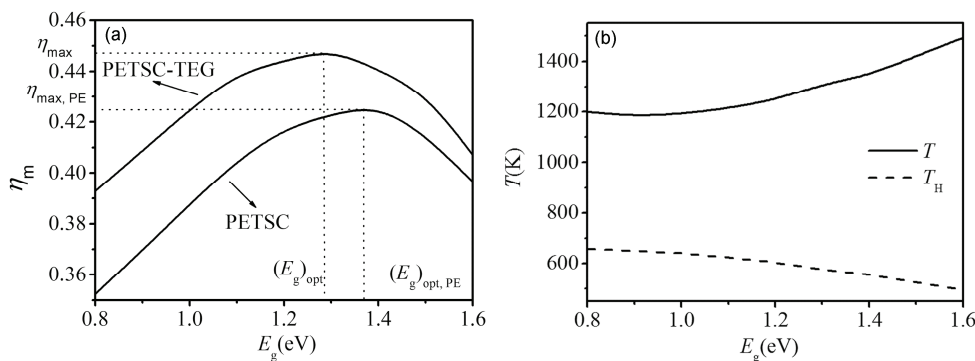 (a)
0.46
η_max
PETSC-TEG
0.44
η_max, PE
0.42
0.40
η_m
0.38
PETSC
0.36
(E_g)_opt
(E_g)_opt, PE
0.8 1.0 1.2 1.4 1.6
E_g(eV)
(b)
1400
1200
T(K)
1000
T
T_H
800
600
0.8 1.0 1.2 1.4 1.6
E_g(eV)